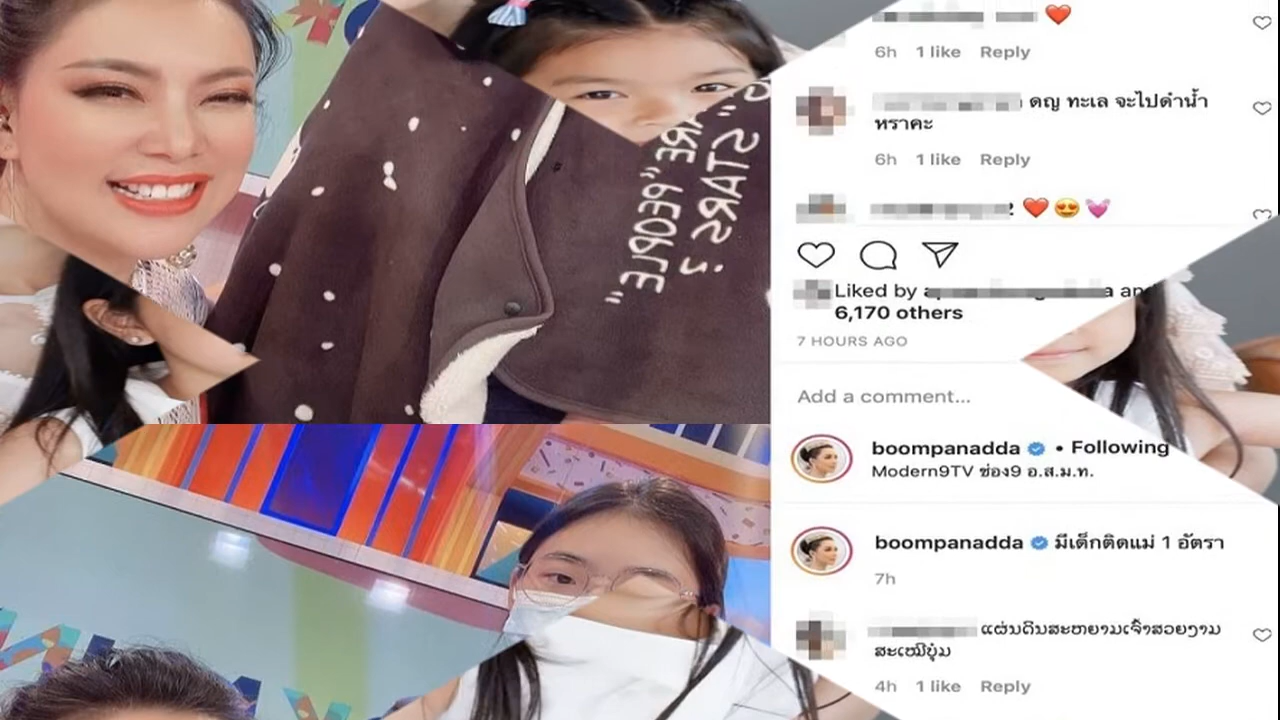 6h 1 like Reply
ดญ ทะเล จะไปดำน้ำ
หราคะ
6h 1 like Reply
Liked by
6,170 others
7 HOURS AGO
Add a comment...
boompanadda • Following
Modern9TV ช่อง9 อ.ส.ม.ท.
boompanadda มีเด็กติดแม่ 1 อัตรา
7h
ແຜ່ນດິນສະຫຍາມເຈົ້າສວຍງາມ
ສະເໝີບຸ່ມ
4h 1 like Reply
STARS ?
ARE "PEOPLE"